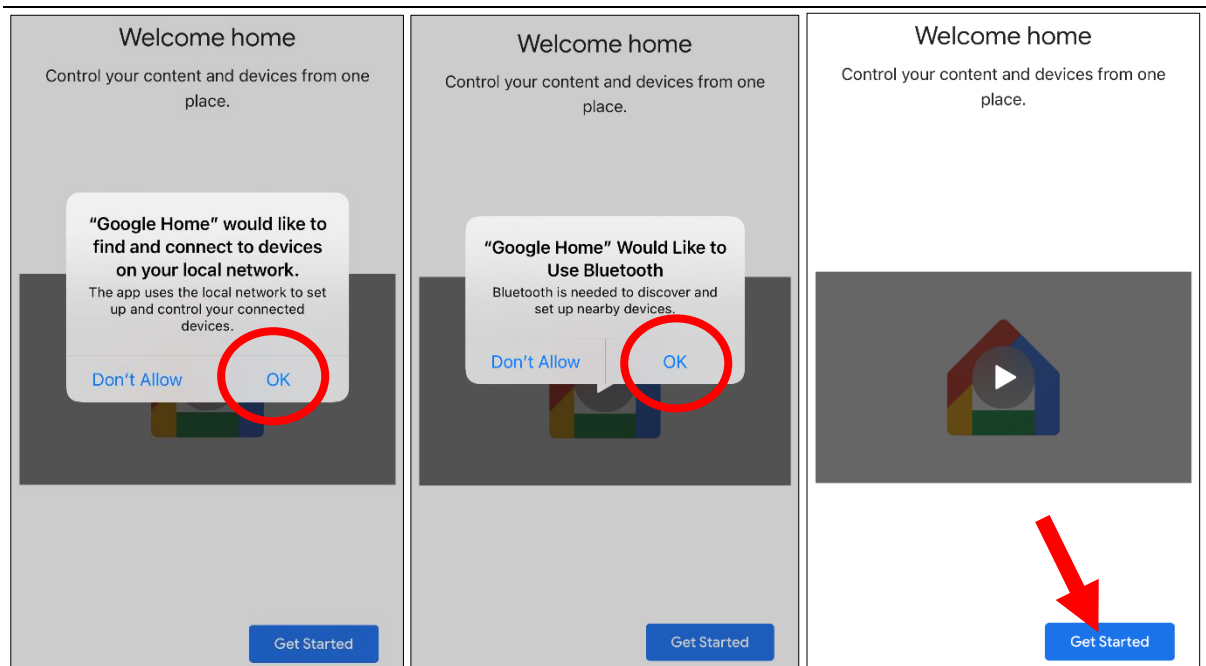 Welcome home
Control your content and devices from one
place.
“Google Home” would like to
find and connect to devices
on your local network.
The app uses the local network to set
up and control your connected
devices.
Don’t Allow
OK
Get Started
Welcome home
Control your content and devices from one
place.
“Google Home” Would Like to
Use Bluetooth
Bluetooth is needed to discover and
set up nearby devices.
Don’t Allow
OK
Get Started
Welcome home
Control your content and devices from one
place.
Get Started